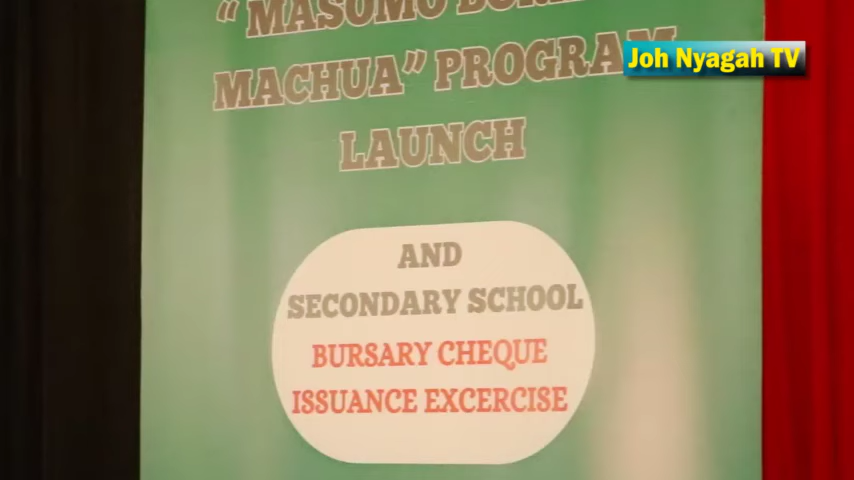 “ MASOMO
MACHUA” PROGRAM
LAUNCH
AND
SECONDARY SCHOOL
BURSARY CHEQUE
ISSUANCE EXCERCISE
Joh Nyagah TV